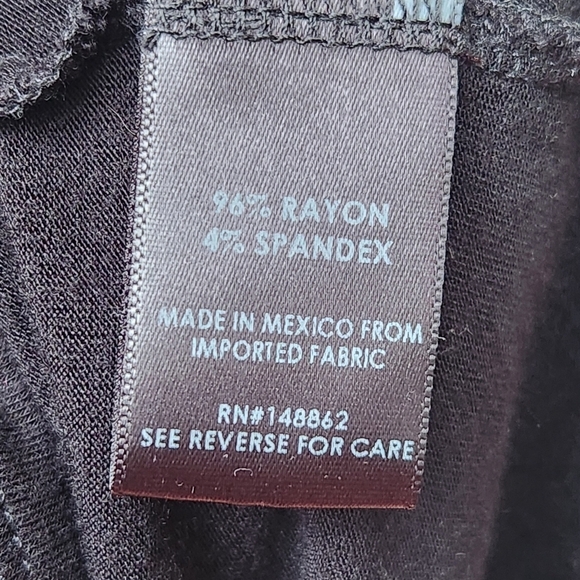 96% RAYON
4% SPANDEX
MADE IN MEXICO FROM
IMPORTED FABRIC
RN#148862
SEE REVERSE FOR CARE